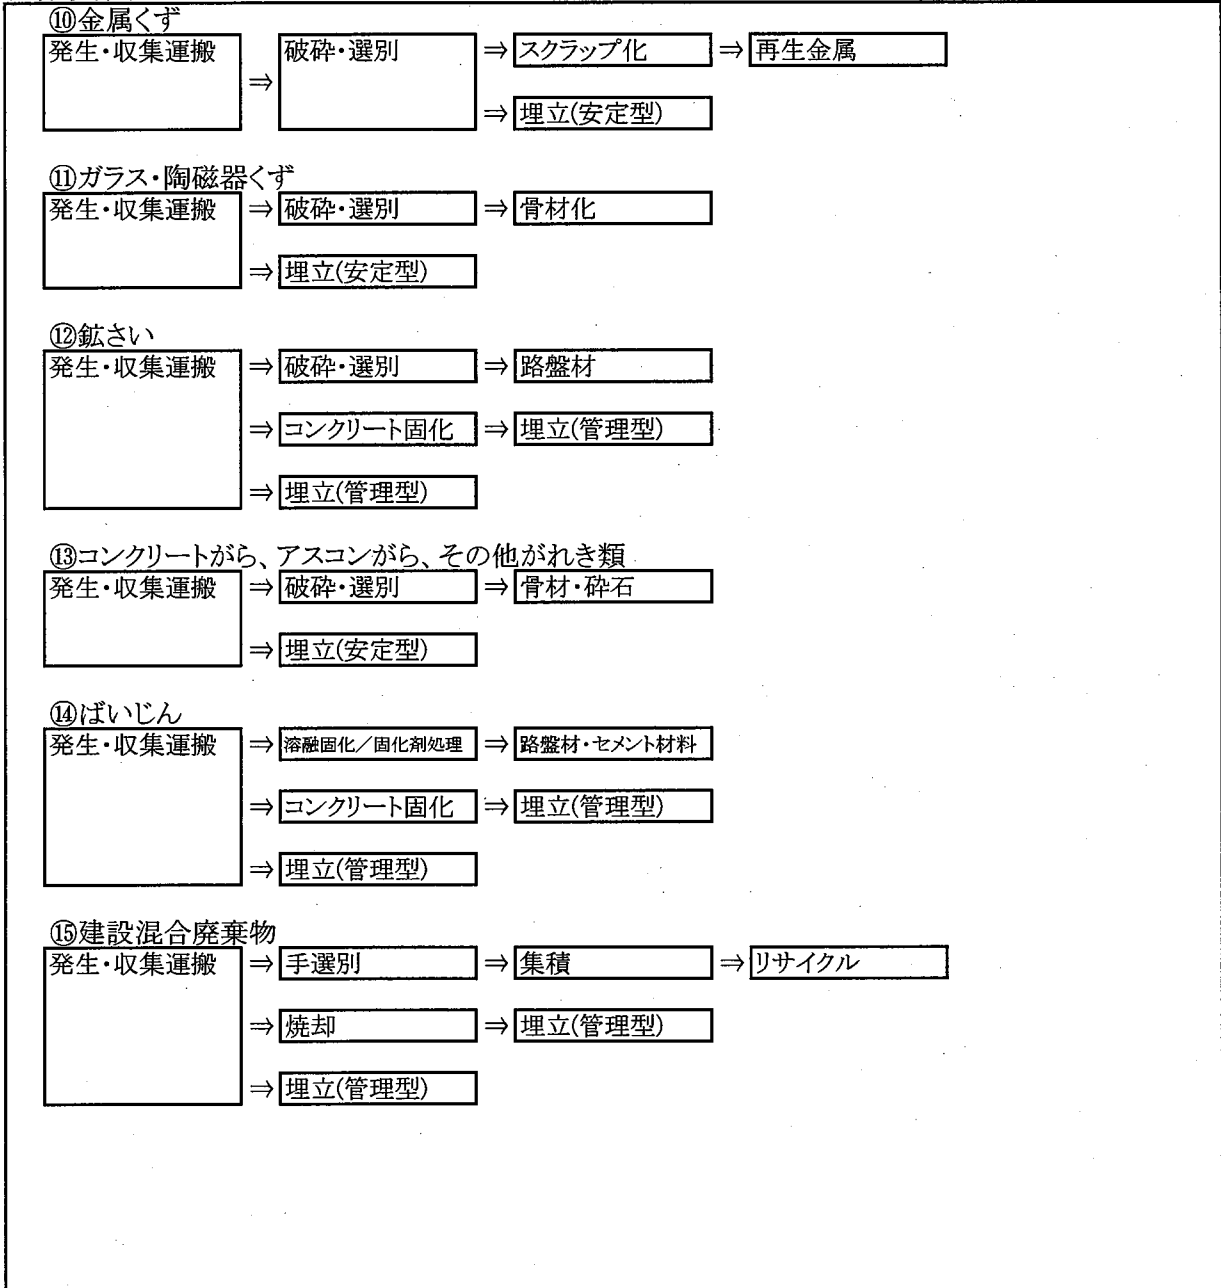 ⑩金属くず
発生・収集運搬 ⇒ 破砕・選別 ⇒ スクラップ化 ⇒ 再生金属
⇒ 埋立(安定型)
⑪ガラス・陶磁器くず
発生・収集運搬 ⇒ 破砕・選別 ⇒ 骨材化
⇒ 埋立(安定型)
⑫鉱さい
発生・収集運搬 ⇒ 破砕・選別 ⇒ 路盤材
⇒ コンクリート固化 ⇒ 埋立(管理型)
⇒ 埋立(管理型)
⑬コンクリートがら、アスコンがら、その他がれき類
発生・収集運搬 ⇒ 破砕・選別 ⇒ 骨材・砕石
⇒ 埋立(安定型)
⑭ばいじん
発生・収集運搬 ⇒ 溶融固化/固化剤処理 ⇒ 路盤材・セメント材料
⇒ コンクリート固化 ⇒ 埋立(管理型)
⇒ 埋立(管理型)
⑮建設混合廃棄物
発生・収集運搬 ⇒ 手選別 ⇒ 集積 ⇒ リサイクル
⇒ 焼却 ⇒ 埋立(管理型)
⇒ 埋立(管理型)